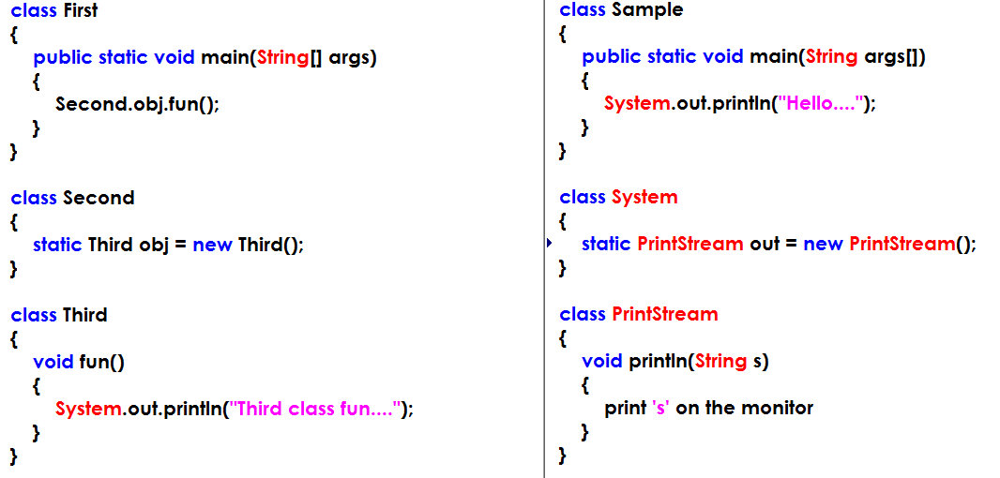 class First
{
public static void main(String[] args)
{
Second.obj.fun();
}
}
class Second
{
static Third obj = new Third();
}
class Third
{
void fun()
{
System.out.println("Third class fun....");
}
}
class Sample
{
public static void main(String args[])
{
System.out.println("Hello....");
}
}
class System
{
static PrintStream out = new PrintStream();
}
class PrintStream
{
void println(String s)
{
print 's' on the monitor
}
}